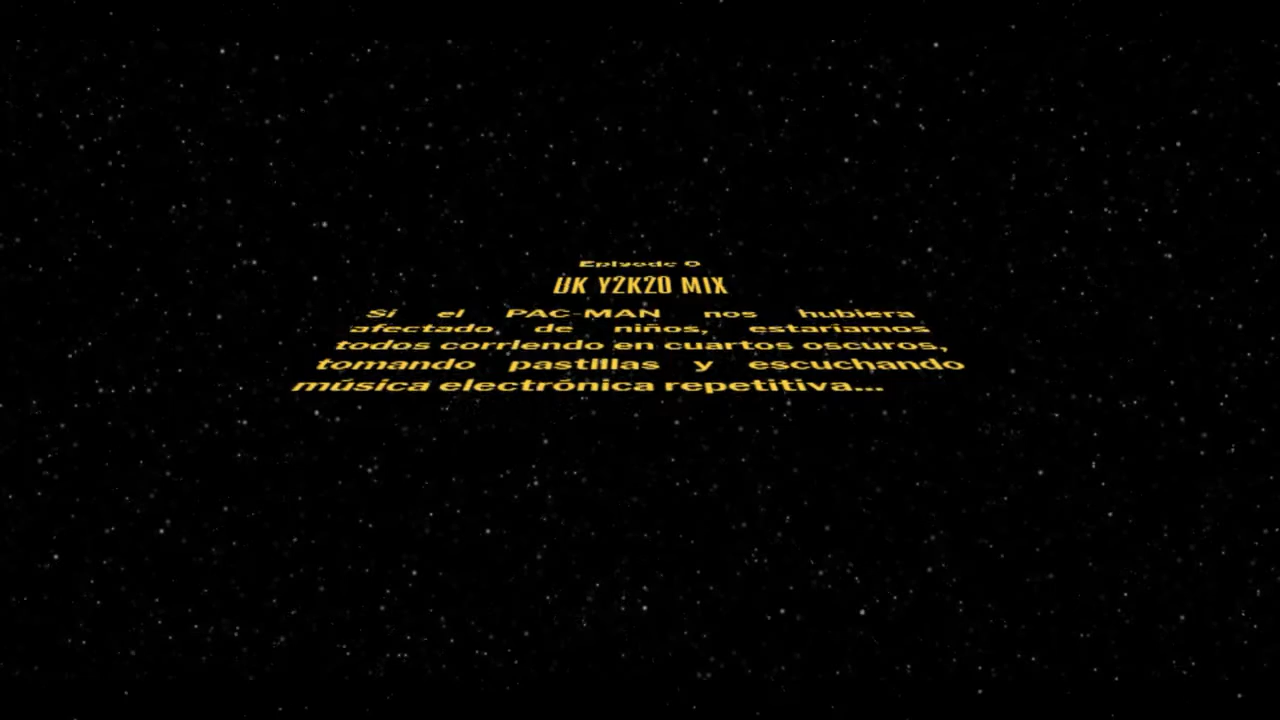 Episode 0
UK Y2K20 MIX
Si el PAC-MAN nos hubiera
afectado de niños, estaríamos
todos corriendo en cuartos oscuros,
tomando pastillas y escuchando
música electrónica repetitiva...